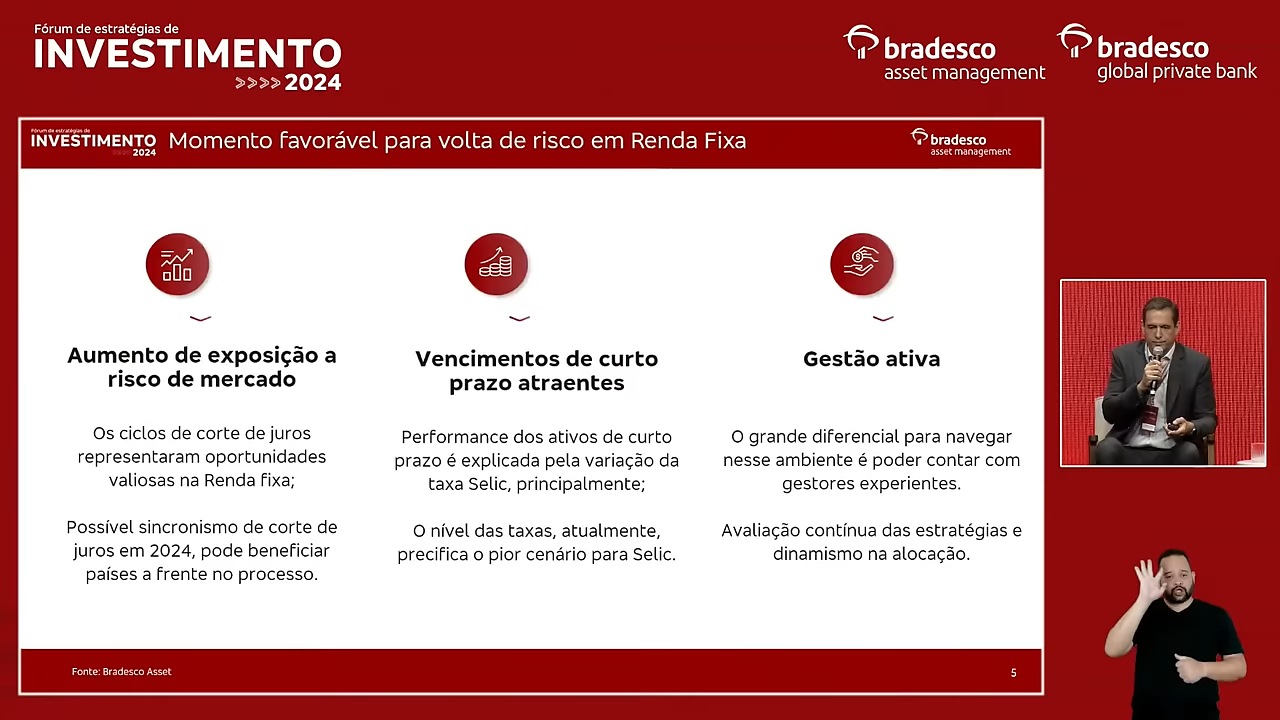 Fórum de estratégias de
INVESTIMENTO
>>>> 2024
bradesco
asset management
bradesco
global private bank
Fórum de estratégias de
INVESTIMENTO
2024
Momento favorável para volta de risco em Renda Fixa
bradesco
asset management
Aumento de exposição a
risco de mercado
Os ciclos de corte de juros
representaram oportunidades
valiosas na Renda fixa;
Possível sincronismo de corte de
juros em 2024, pode beneficiar
países a frente no processo.
Vencimentos de curto
prazo atraentes
Performance dos ativos de curto
prazo é explicada pela variação da
taxa Selic, principalmente;
O nível das taxas, atualmente,
precifica o pior cenário para Selic.
Gestão ativa
O grande diferencial para navegar
nesse ambiente é poder contar com
gestores experientes.
Avaliação contínua das estratégias e
dinamismo na alocação.
Fonte: Bradesco Asset
5